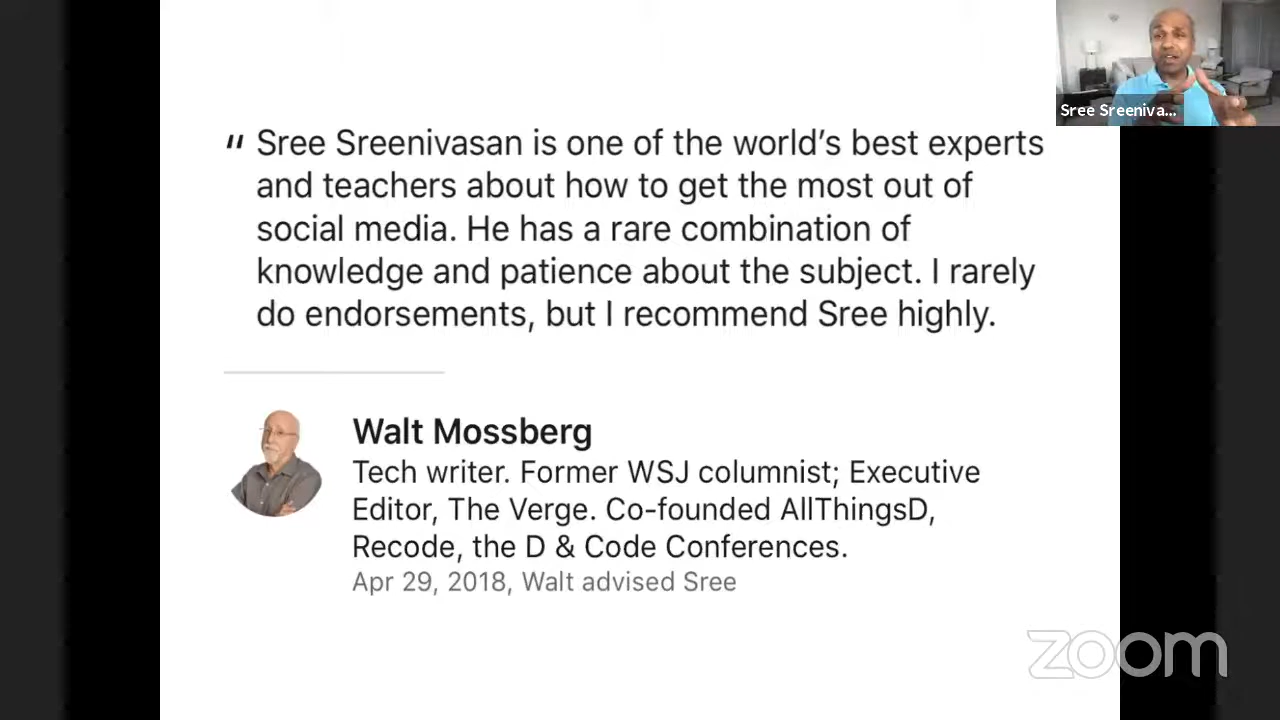 Sree Sreeniva...
" Sree Sreenivasan is one of the world’s best experts
and teachers about how to get the most out of
social media. He has a rare combination of
knowledge and patience about the subject. I rarely
do endorsements, but I recommend Sree highly.
Walt Mossberg
Tech writer. Former WSJ columnist; Executive
Editor, The Verge. Co-founded AllThingsD,
Recode, the D & Code Conferences.
Apr 29, 2018, Walt advised Sree
zoom